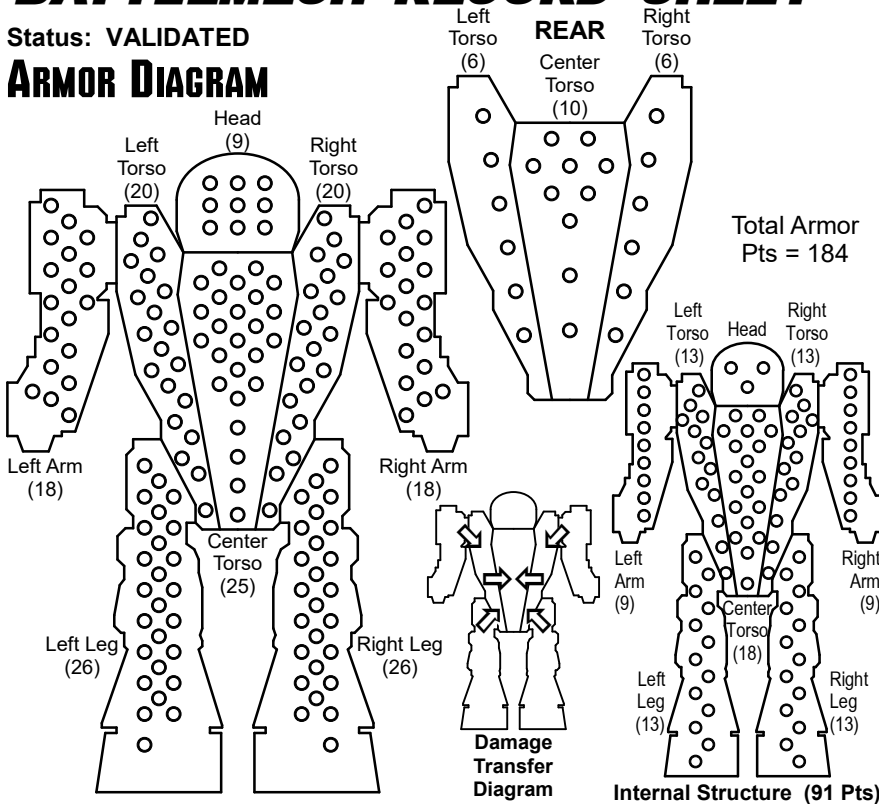 BATTLEMECH RECORD SHEET
Status: VALIDATED
ARMOR DIAGRAM
Head
(9)
Left
Torso
(20)
Right
Torso
(20)
Left Arm
(18)
Right Arm
(18)
Center
Torso
(25)
Left Leg
(26)
Right Leg
(26)
REAR
Left
Torso
(6)
Center
Torso
(10)
Right
Torso
(6)
Total Armor
Pts = 184
Left
Torso
(13)
Head
Right
Torso
(13)
Left
Arm
(9)
Right
Arm
(9)
Center
Torso
(18)
Left
Leg
(13)
Right
Leg
(13)
Damage
Transfer
Diagram
Internal Structure (91 Pts)